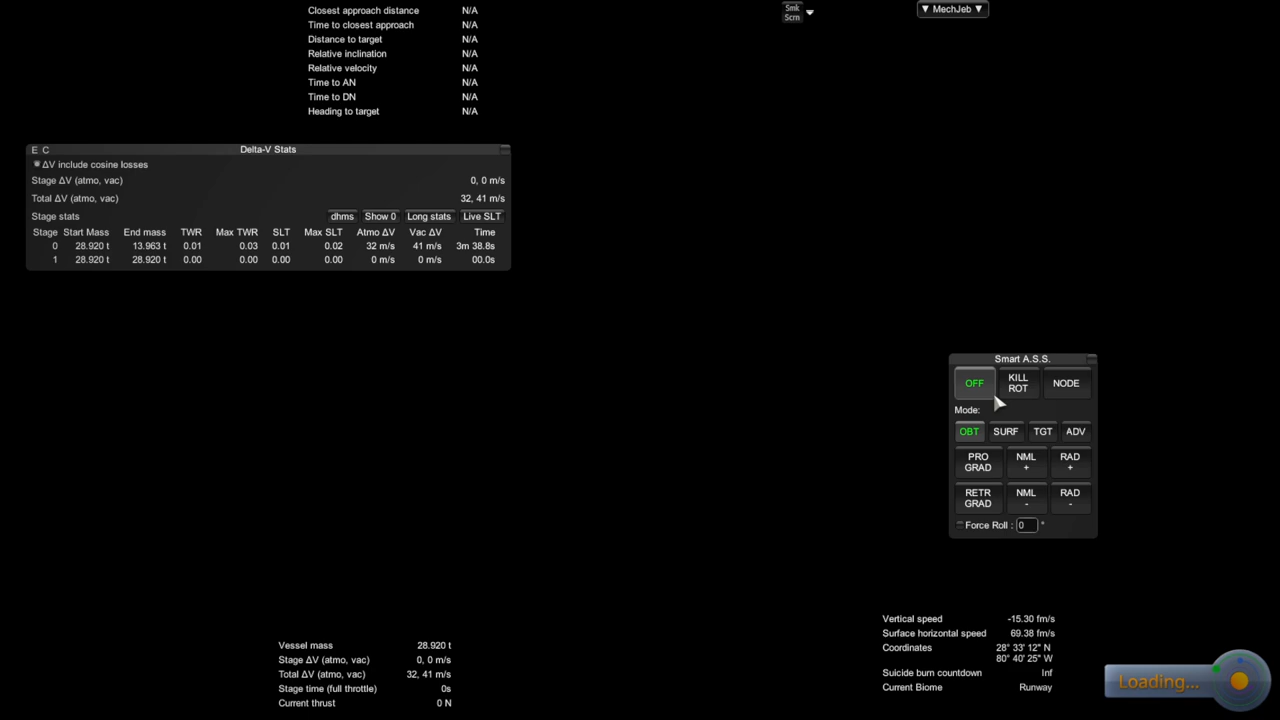 Closest approach distance N/A
Time to closest approach N/A
Distance to target N/A
Relative inclination N/A
Relative velocity N/A
Time to AN N/A
Time to DN N/A
Heading to target N/A
Smk
Scrn
▼ MechJeb ▼
E C Delta-V Stats
ΔV include cosine losses
Stage ΔV (atmo, vac) 0, 0 m/s
Total ΔV (atmo, vac) 32, 41 m/s
Stage stats dhms Show 0 Long stats Live SLT
Stage Start Mass End mass TWR Max TWR SLT Max SLT Atmo ΔV Vac ΔV Time
0 28.920 t 13.963 t 0.01 0.03 0.01 0.02 32 m/s 41 m/s 3m 38.8s
1 28.920 t 28.920 t 0.00 0.00 0.00 0.00 0 m/s 0 m/s 00.0s
Smart A.S.S.
OFF KILL ROT NODE
Mode:
OBT SURF TGT ADV
PRO GRAD NML + RAD +
RETR GRAD NML - RAD -
Force Roll : 0 °
Vessel mass 28.920 t
Stage ΔV (atmo, vac) 0, 0 m/s
Total ΔV (atmo, vac) 32, 41 m/s
Stage time (full throttle) 0s
Current thrust 0 N
Vertical speed -15.30 fm/s
Surface horizontal speed 69.38 fm/s
Coordinates 28° 33' 12" N
80° 40' 25" W
Suicide burn countdown Inf
Current Biome Runway
Loading...